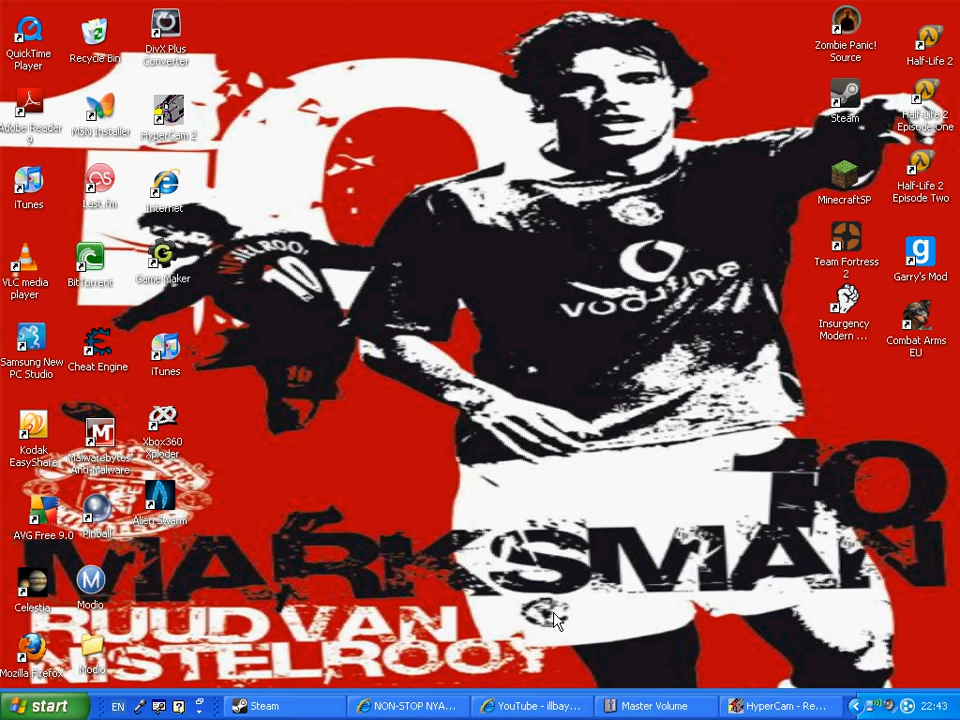 QuickTime
Player
Recycle Bin
DivX Plus
Converter
Adobe Reader
9
MSN Installer
HyperCam 2
iTunes
Last.fm
Internet
VLC media
player
BitTorrent
Game Maker
Samsung New
PC Studio
Cheat Engine
iTunes
Kodak
EasyShare
Malwarebytes'
Anti-Malware
Xbox360
Xploder
AVG Free 9.0
Pinball
Alien Swarm
Celestia
Modio
Mozilla Firefox
Modio
Zombie Panic!
Source
Half-Life 2
Steam
Half-Life 2
Episode One
MinecraftSP
Half-Life 2
Episode Two
Team Fortress
2
Garry's Mod
Insurgency
Modern ...
Combat Arms
EU
10
vodafone
10
10
MARKSMAN
RUUD VAN
NISTELROOY
start
EN
Steam
NON-STOP NYA...
YouTube - illbay...
Master Volume
HyperCam - Re...
22:43